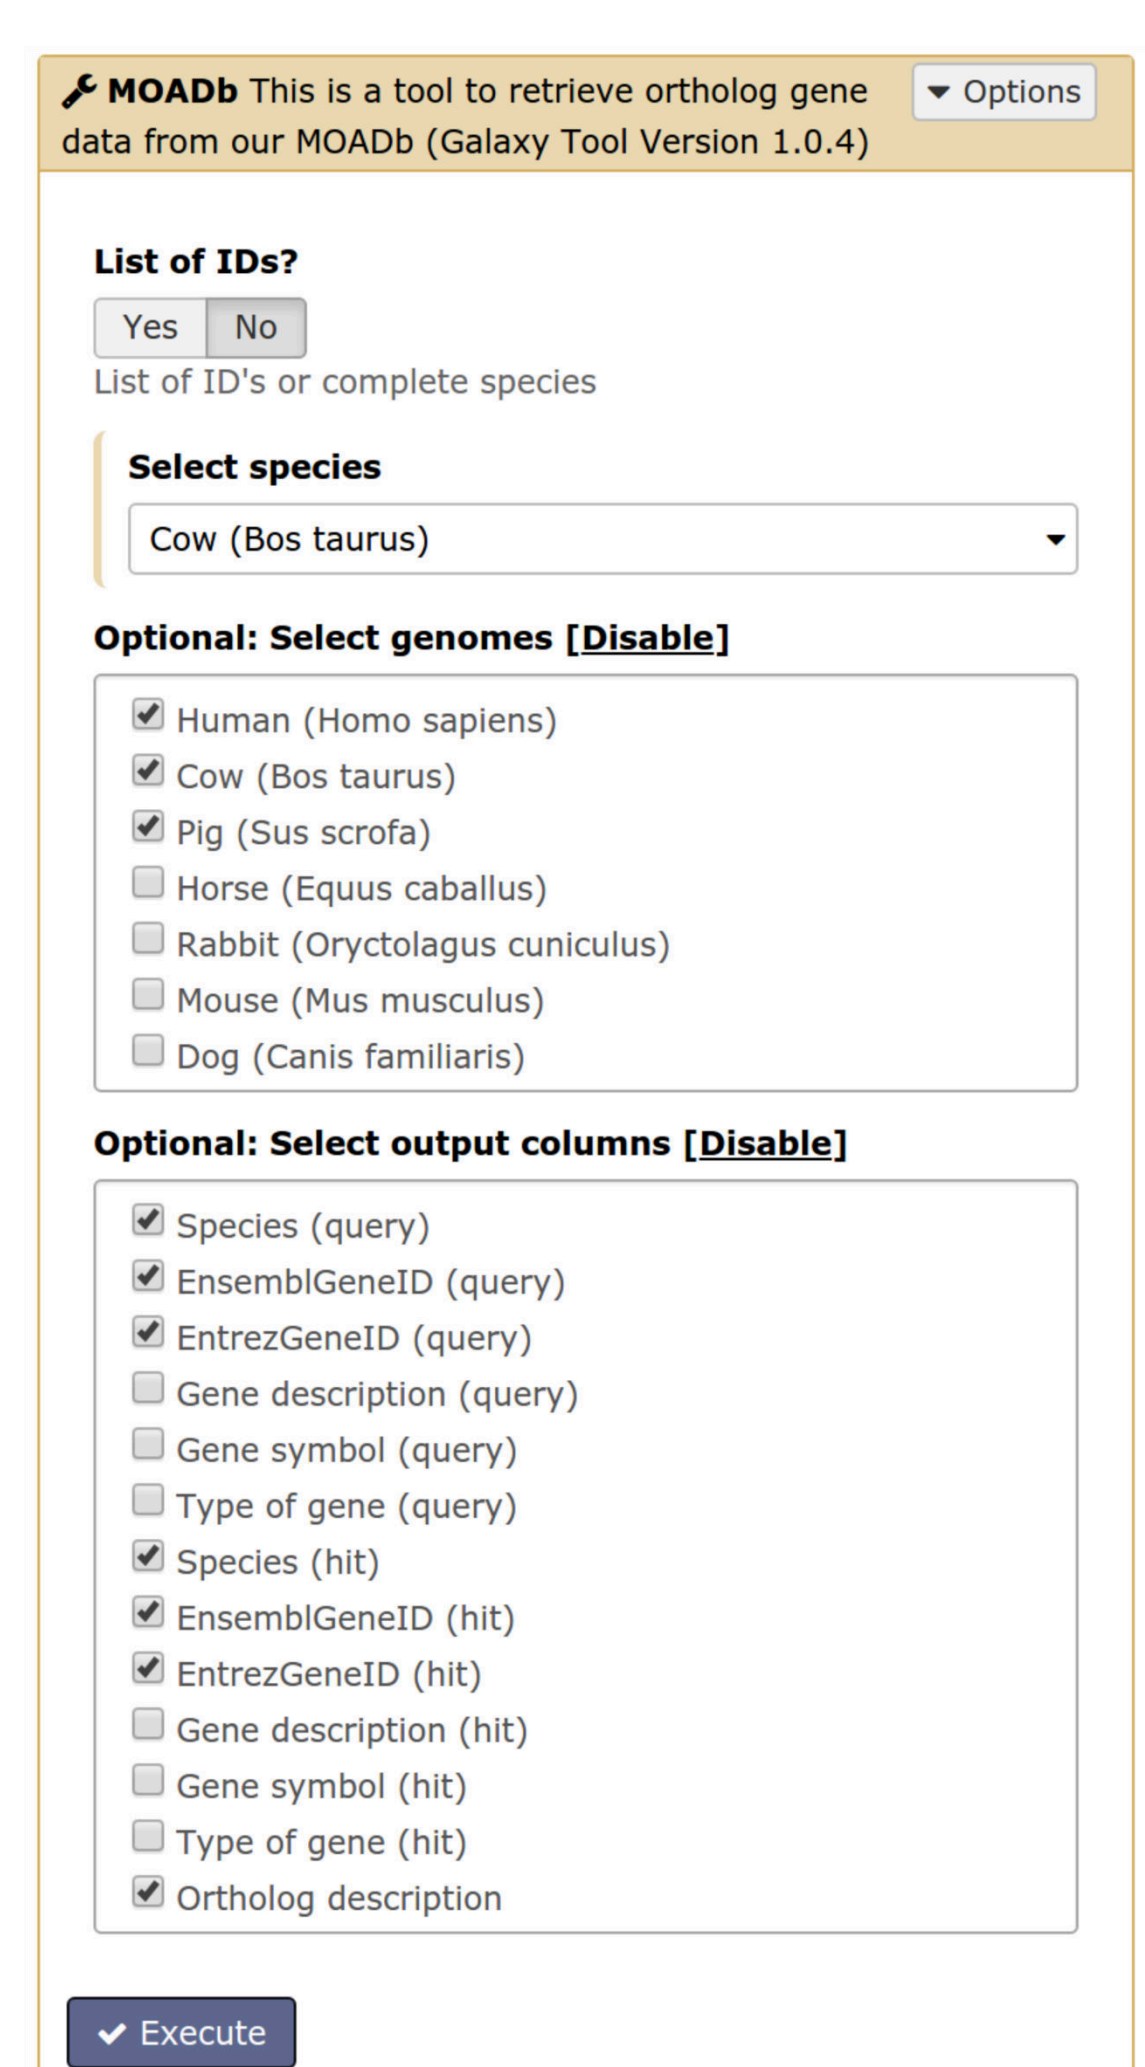 MOADb This is a tool to retrieve ortholog gene
data from our MOADb (Galaxy Tool Version 1.0.4)
Options
List of IDs?
Yes No
List of ID's or complete species
Select species
Cow (Bos taurus)
Optional: Select genomes [Disable]
Human (Homo sapiens)
Cow (Bos taurus)
Pig (Sus scrofa)
Horse (Equus caballus)
Rabbit (Oryctolagus cuniculus)
Mouse (Mus musculus)
Dog (Canis familiaris)
Optional: Select output columns [Disable]
Species (query)
EnsemblGeneID (query)
EntrezGeneID (query)
Gene description (query)
Gene symbol (query)
Type of gene (query)
Species (hit)
EnsemblGeneID (hit)
EntrezGeneID (hit)
Gene description (hit)
Gene symbol (hit)
Type of gene (hit)
Ortholog description
Execute